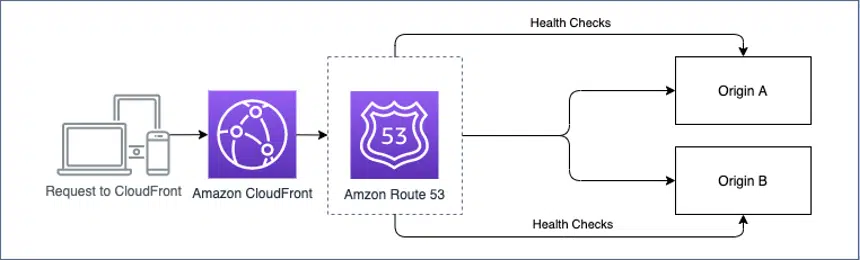 Health Checks
Origin A
53
Request to CloudFront
Amazon CloudFront
Amzon Route 53
Origin B
Health Checks